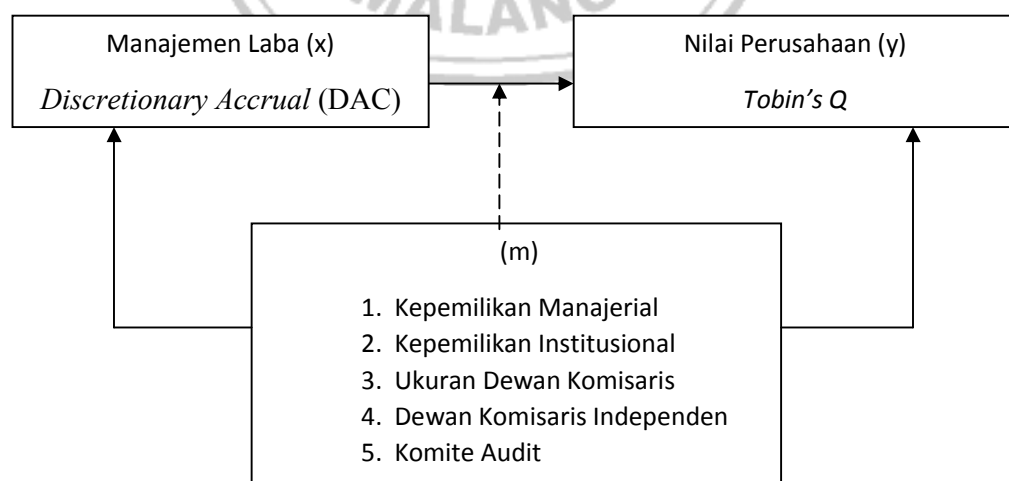 MALANG
Manajemen Laba (x)
Discretionary Accrual (DAC)
Nilai Perusahaan (y)
Tobin's Q
(m)
1. Kepemilikan Manajerial
2. Kepemilikan Institusional
3. Ukuran Dewan Komisaris
4. Dewan Komisaris Independen
5. Komite Audit